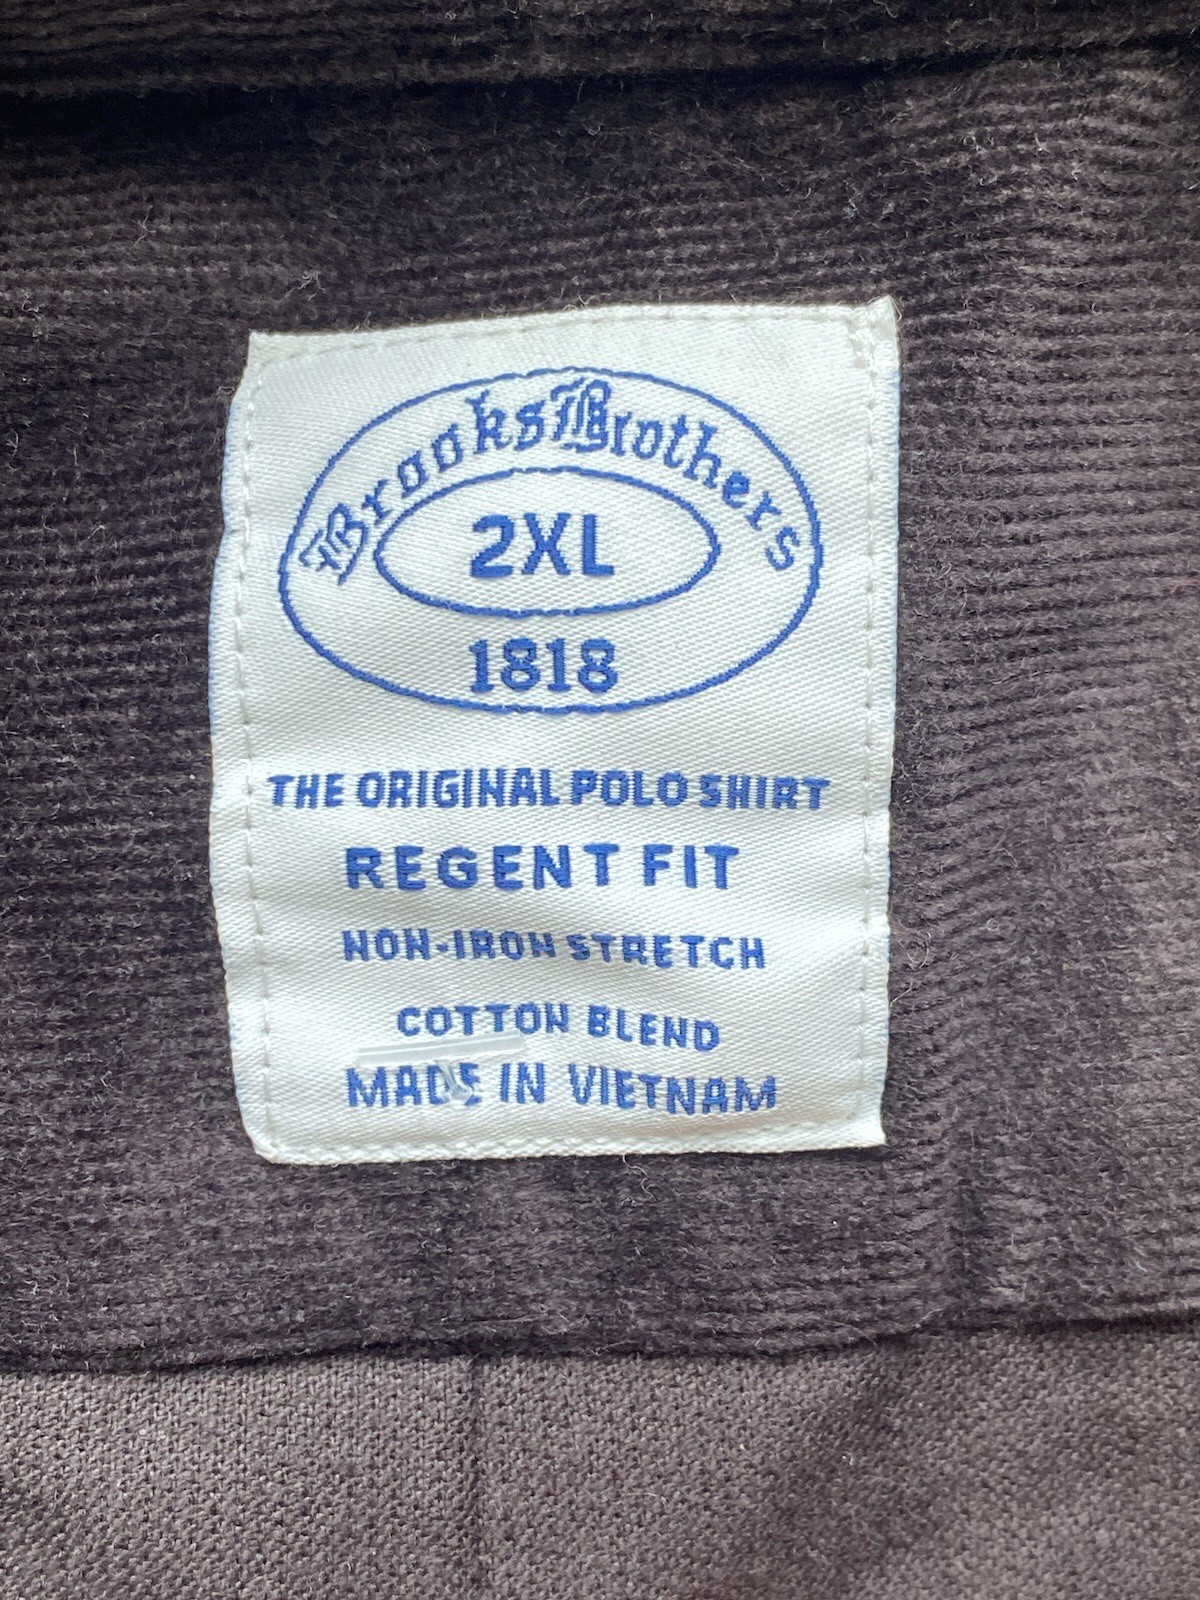 Brooks Brothers
2XL
1818
THE ORIGINAL POLO SHIRT
REGENT FIT
NON-IRON STRETCH
COTTON BLEND
MADE IN VIETNAM